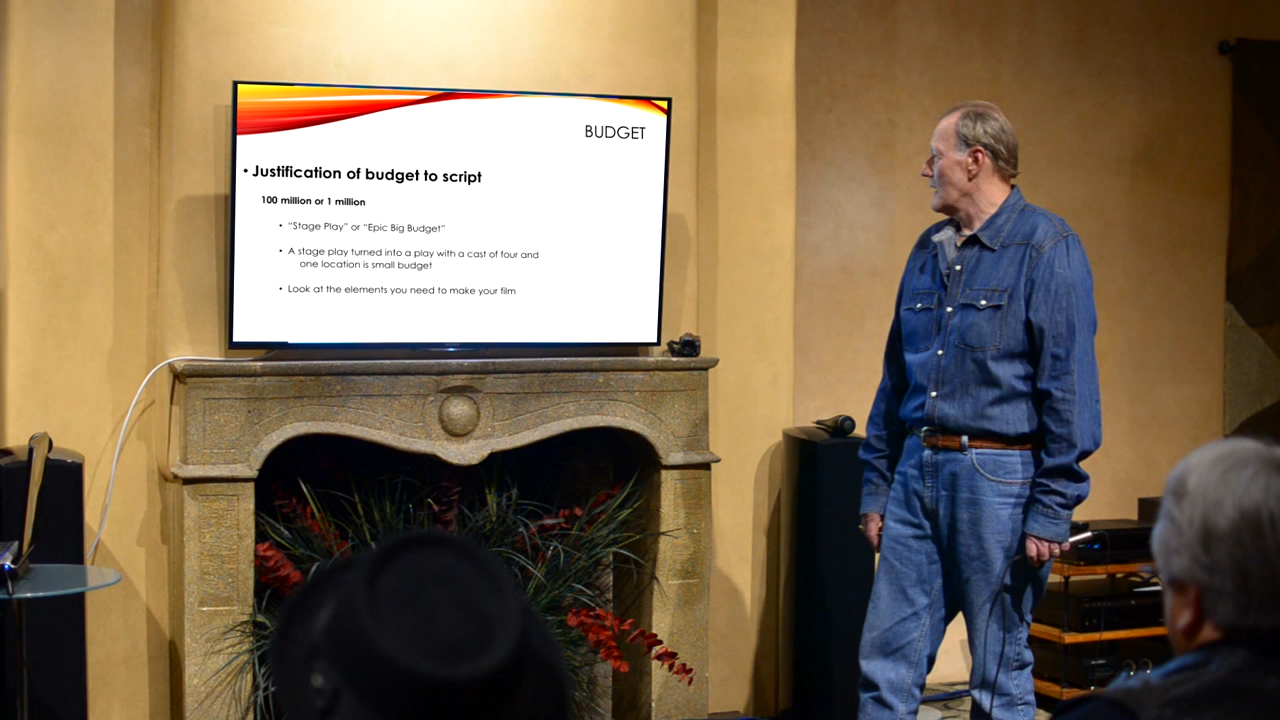 BUDGET
• Justification of budget to script
100 million or 1 million
• “Stage Play” or “Epic Big Budget”
• A stage play turned into a play with a cast of four and
one location is small budget
• Look at the elements you need to make your film